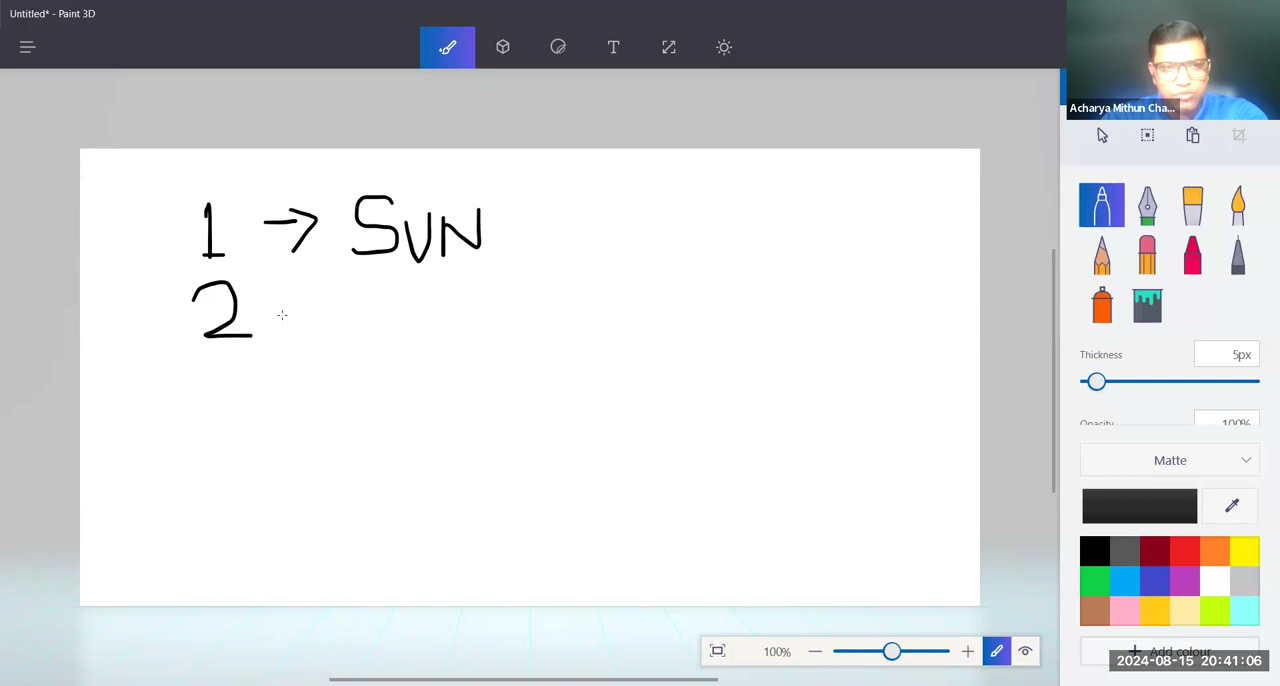 Untitled* - Paint 3D
Acharya Mithun Cha...
1 → SUN
2
Thickness
5px
Opacity
100%
Matte
100%
Add colour
2024-08-15 20:41:06